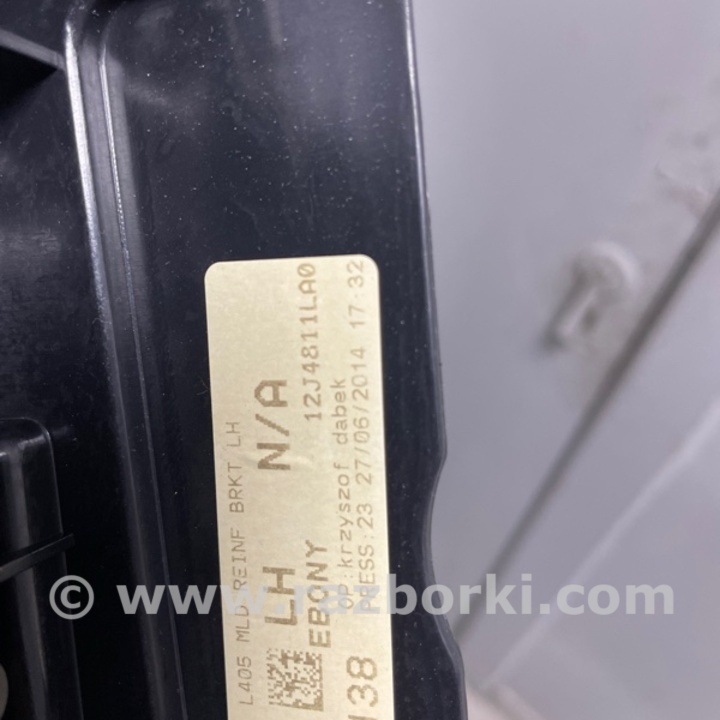 L405 MLD REINF BRKT LH
LH N/A
EBONY 12J4811LA0
op:krzyszof dabek
PRESS:23 27/06/2014 17:32
138
© www.razborki.com